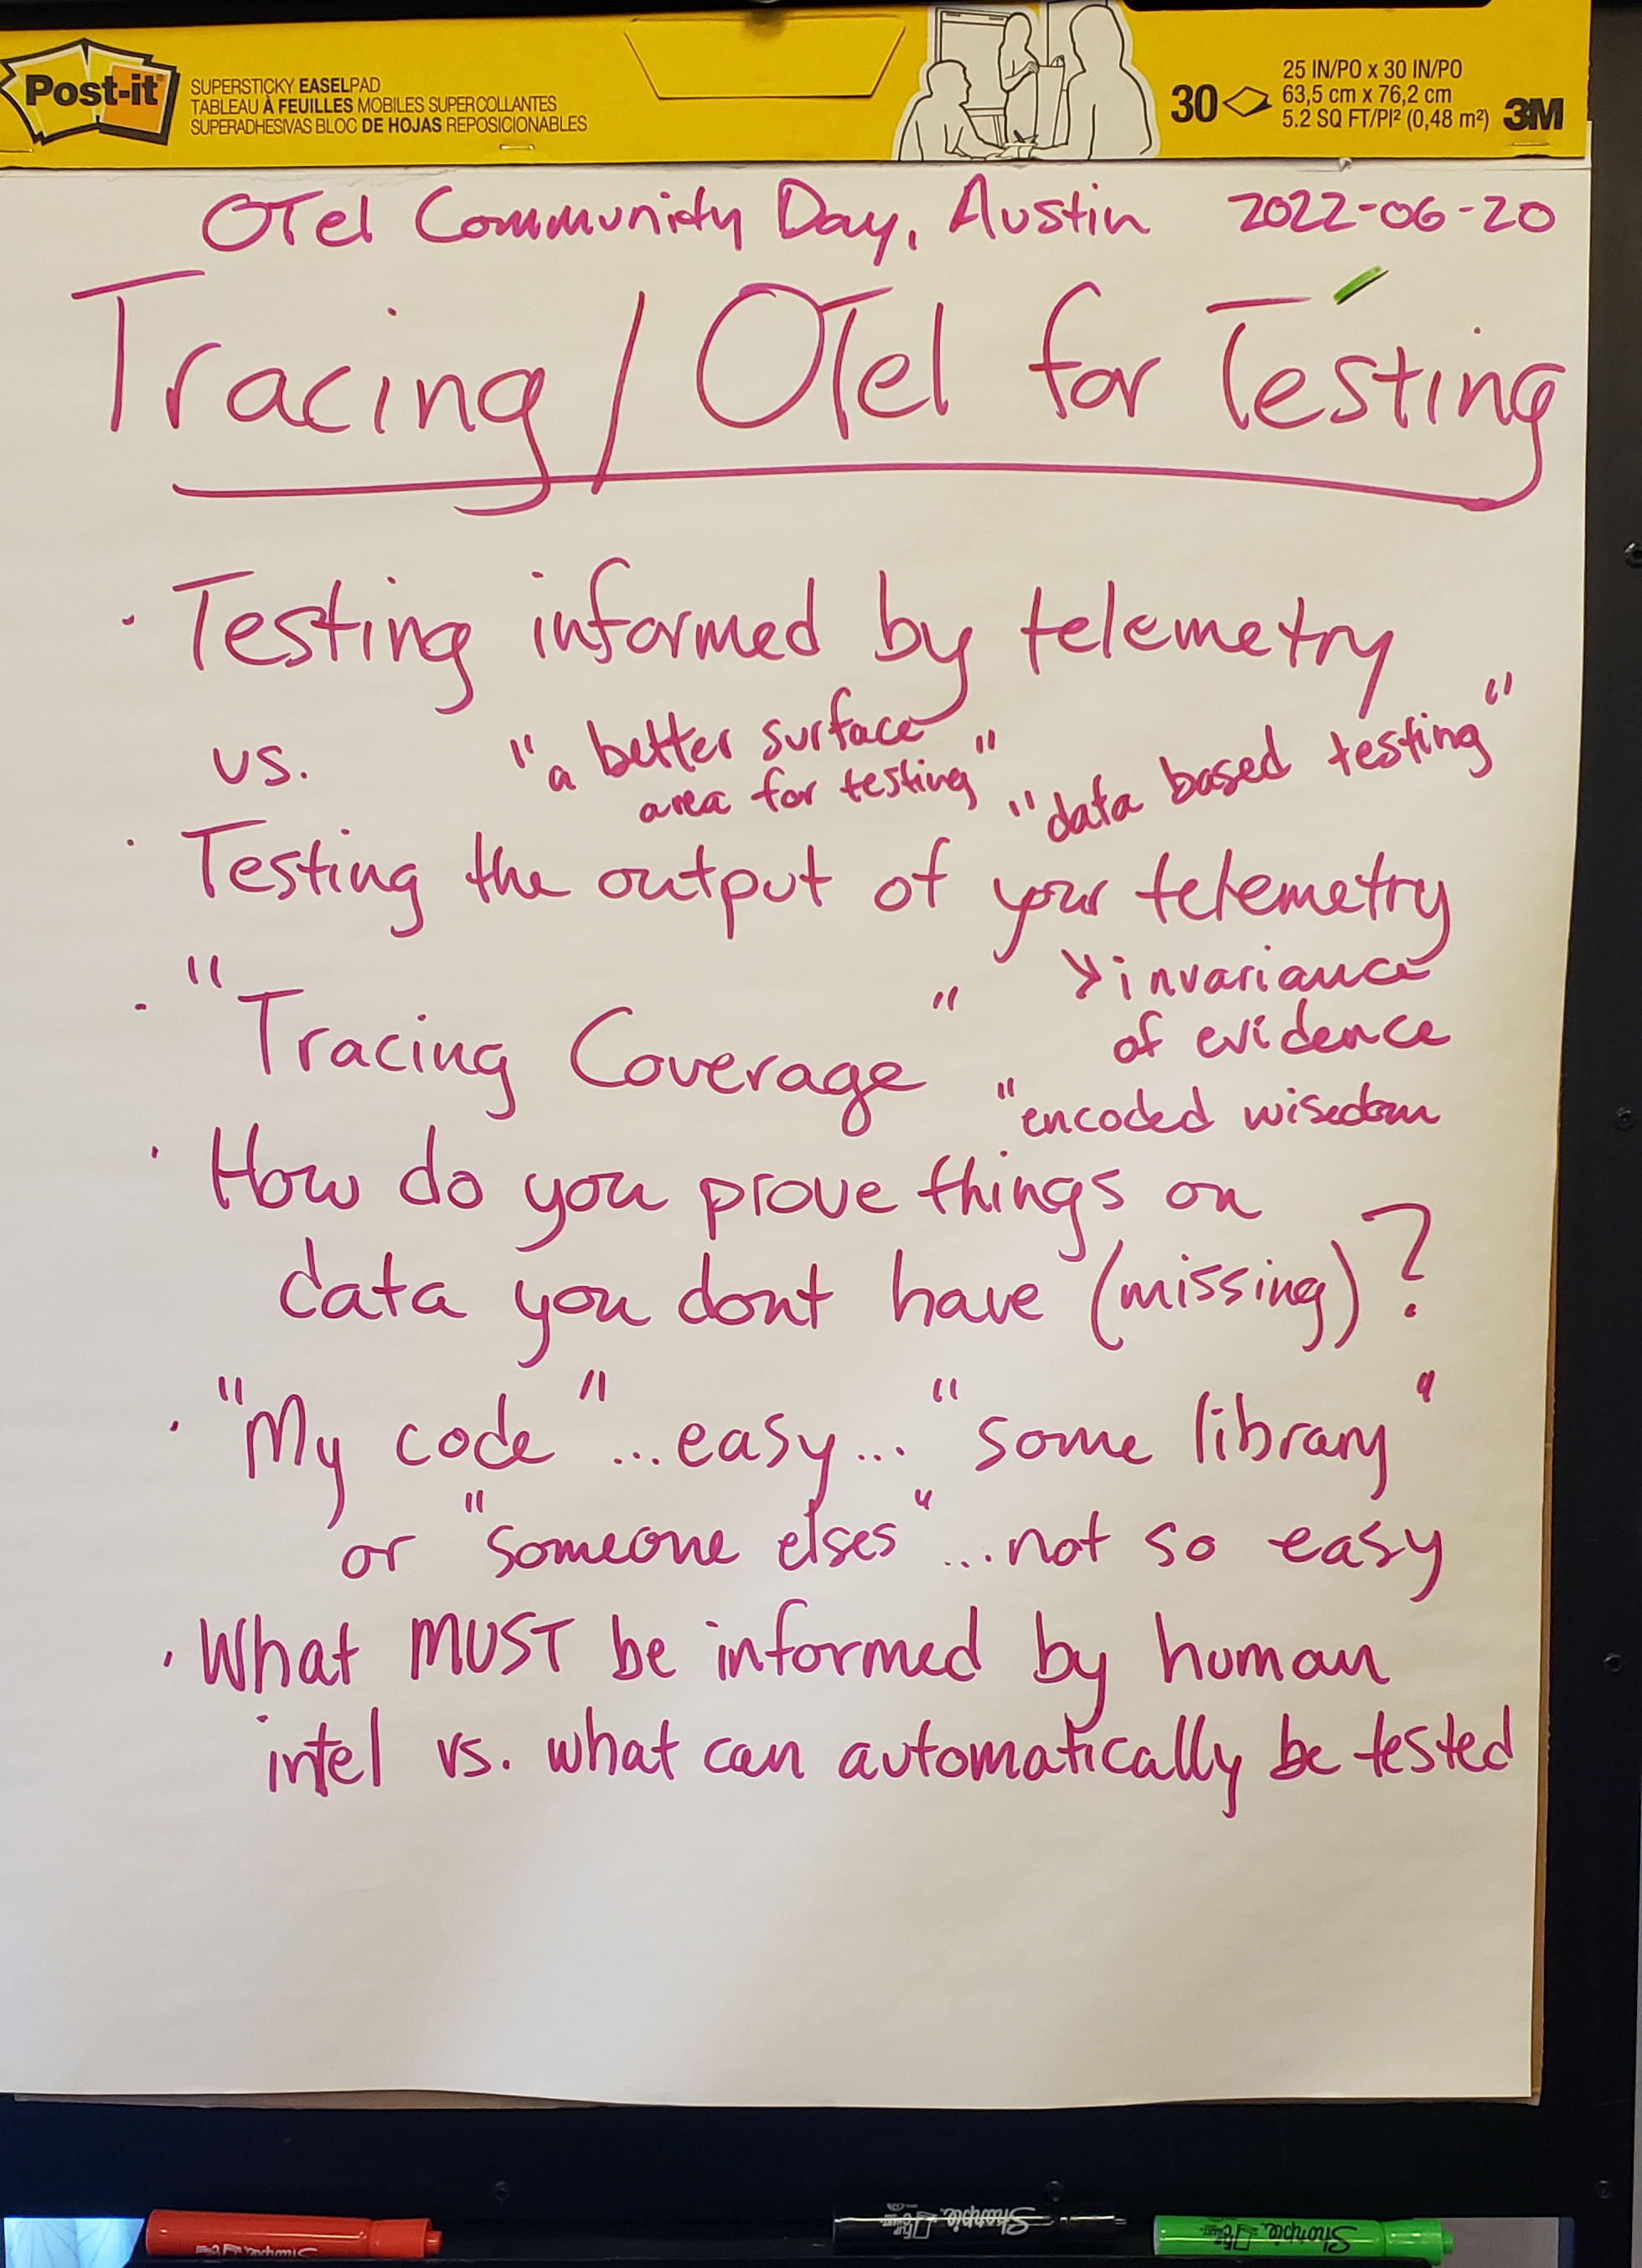 Post-it
SUPERSTICKY EASELPAD
TABLEAU À FEUILLES MOBILES SUPERCOLLANTES
SUPERADHESIVAS BLOC DE HOJAS REPOSICIONABLES
30
25 IN/PO x 30 IN/PO
63,5 cm x 76,2 cm
5.2 SQ FT/PI² (0,48 m²)
3M
OTel Community Day, Austin 2022-06-20
Tracing / OTel for Testing
· Testing informed by telemetry
vs.
"a better surface
area for testing"
"data based testing"
· Testing the output of your telemetry
> invariance
of evidence
· "Tracing Coverage"
"encoded wisedom
· How do you prove things on
data you dont have (missing)?
· "My code"...easy... "some library"
or "someone elses"...not so easy
· What MUST be informed by human
intel vs. what can automatically be tested
Sharpie
Sharpie
Sharpie